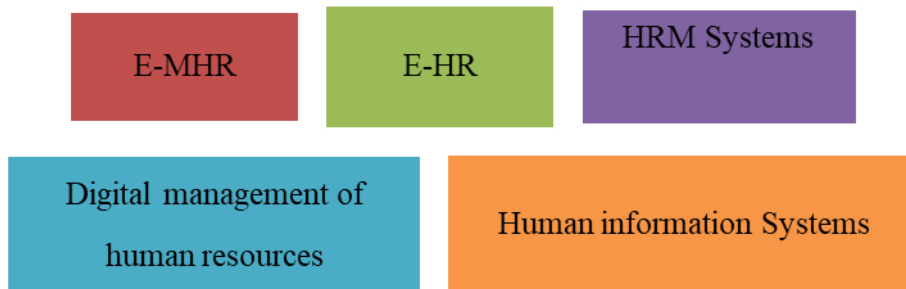 E-MHR
E-HR
HRM Systems
Digital management of
human resources
Human information Systems